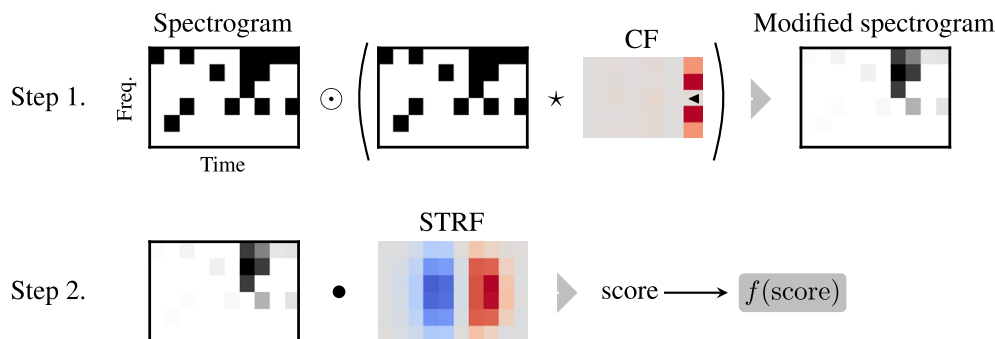 Spectrogram
CF
Modified spectrogram
Step 1.
Freq.
⊙
⋆
Time
STRF
Step 2.
•
score
f(score)